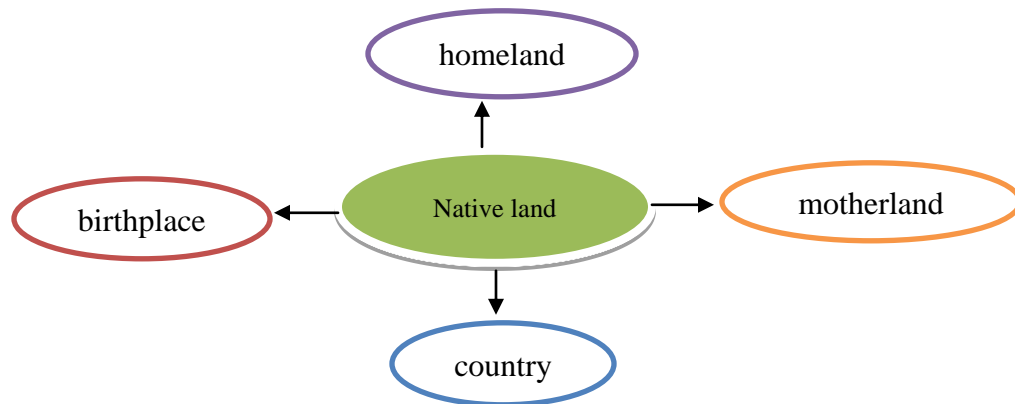 homeland
Native land
motherland
birthplace
country